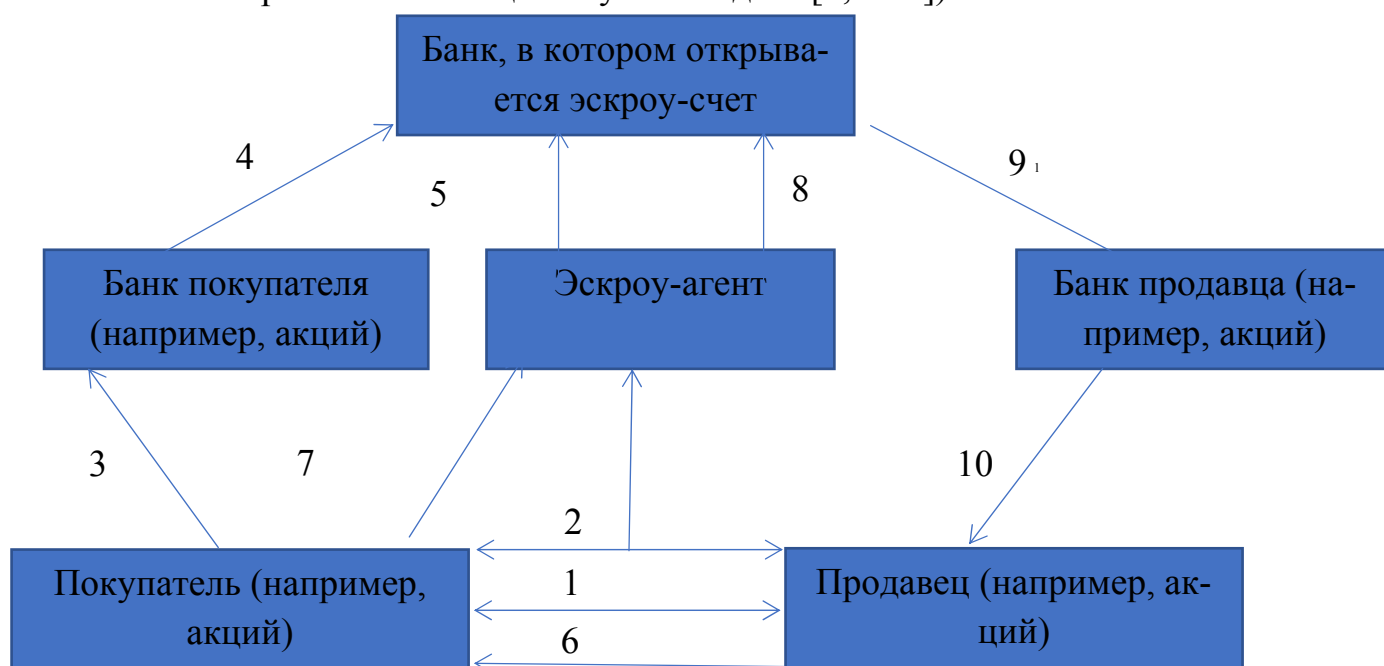 Банк, в котором открыва-
ется эскроу-счет
4
5
8
9 1
Банк покупателя
(например, акций)
Эскроу-агент
Банк продавца (на-
пример, акций)
3
7
10
2
Покупатель (например,
акций)
1
Продавец (например, ак-
ций)
6